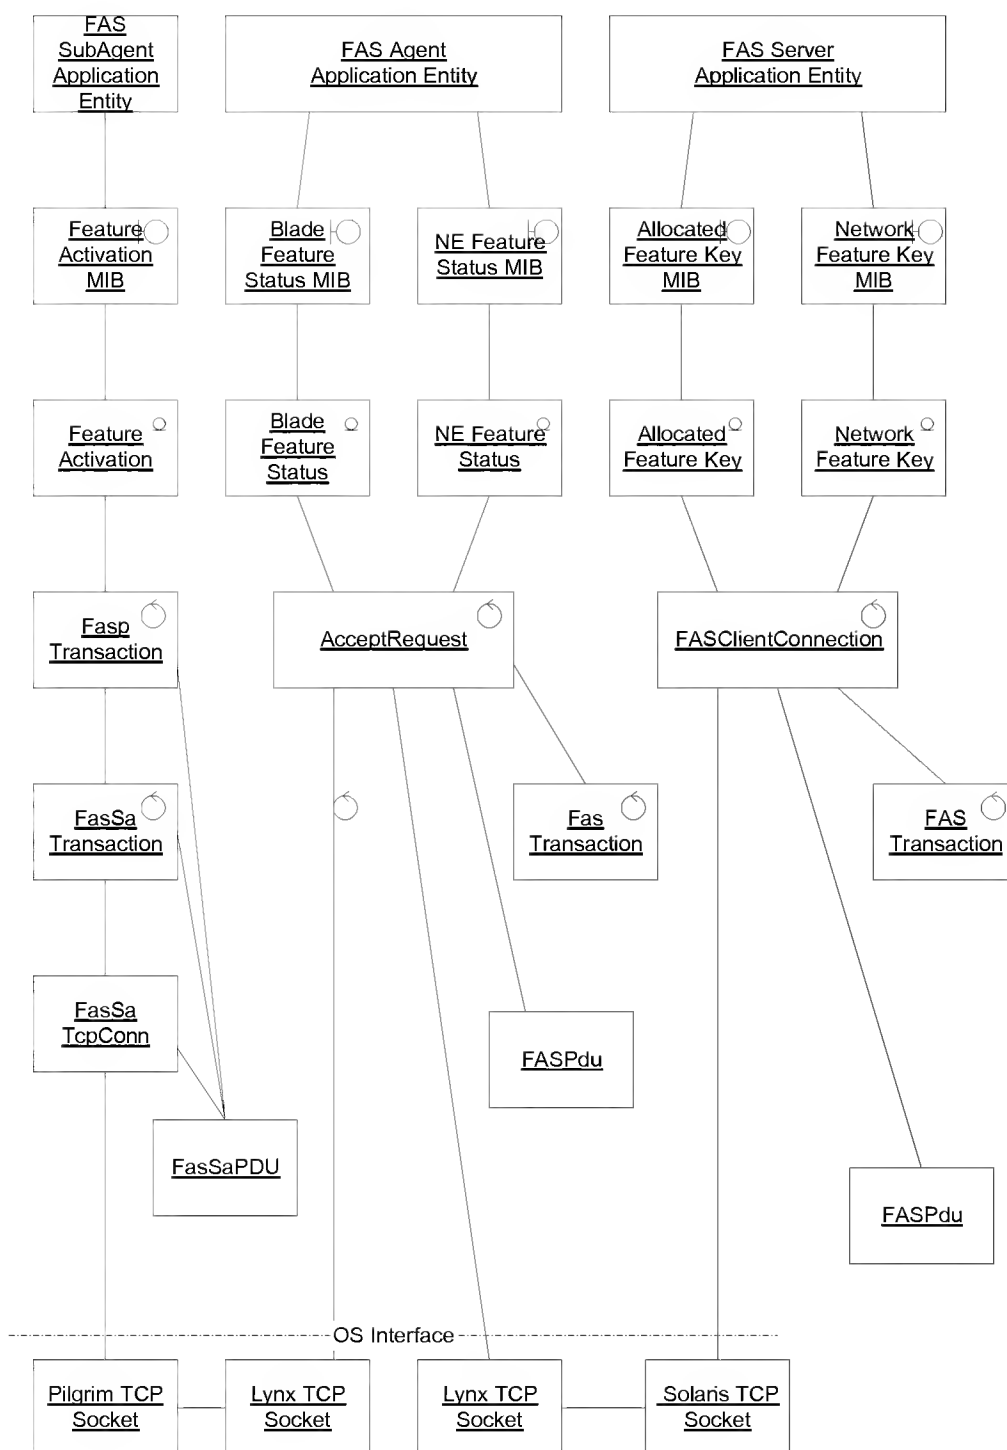 FAS
SubAgent
Application
Entity
FAS Agent
Application Entity
FAS Server
Application Entity
Feature
Activation
MIB
Blade
Feature
Status MIB
NE Feature
Status MIB
Allocated
Feature Key
MIB
Network
Feature Key
MIB
Feature
Activation
Blade
Feature
Status
NE Feature
Status
Allocated
Feature Key
Network
Feature Key
Fasp
Transaction
AcceptRequest
FASClientConnection
FasSa
Transaction
Fas
Transaction
FAS
Transaction
FasSa
TcpConn
FASPdu
FasSaPDU
FASPdu
OS Interface
Pilgrim TCP
Socket
Lynx TCP
Socket
Lynx TCP
Socket
Solaris TCP
Socket